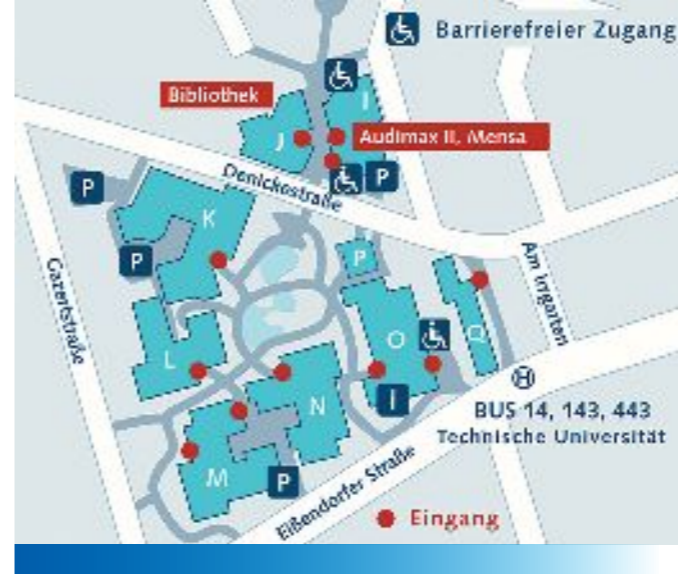 Barrierefreier Zugang
I
Bibliothek
J
Audimax II, Mensa
P
Denickestraße
P
K
P
P
Gazertstraße
Am Irrgarten
L
O
Q
N
I
BUS 14, 143, 443
Technische Universität
H
M
P
Eißendorfer Straße
Eingang